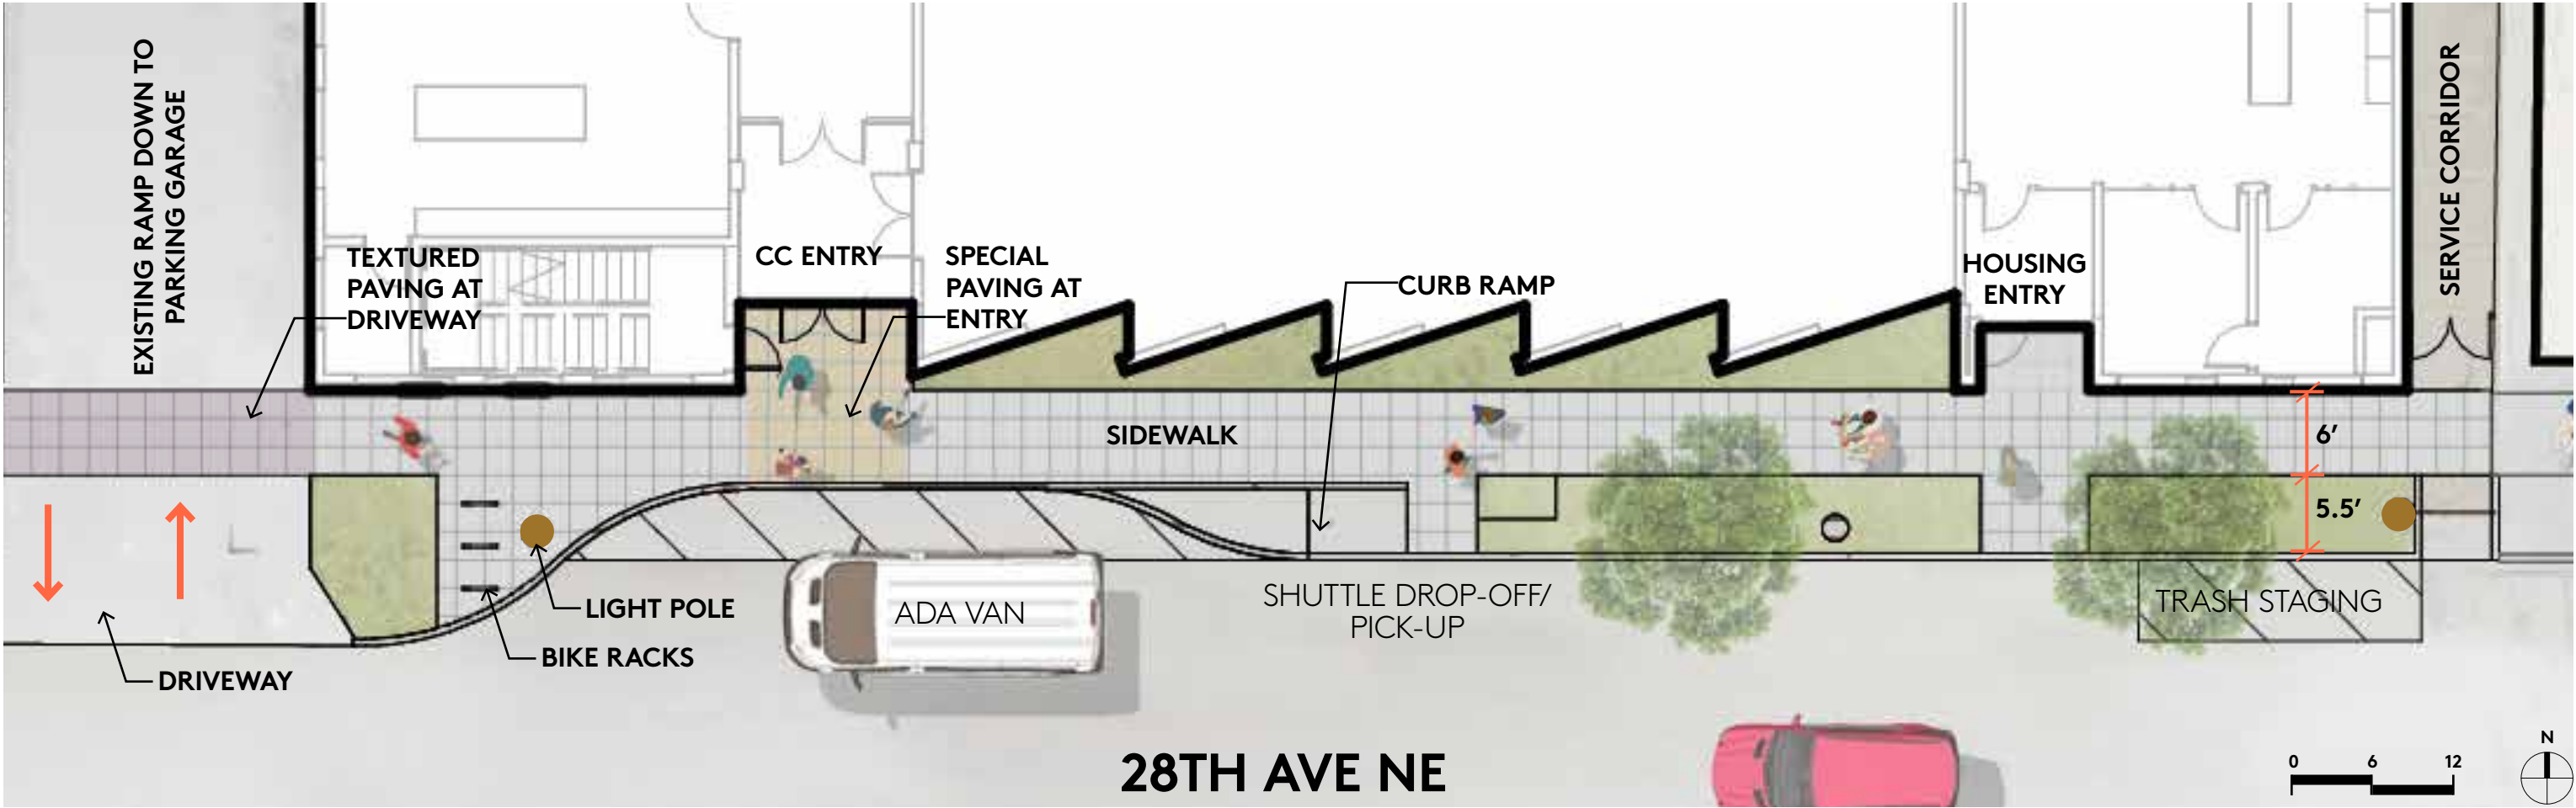 EXISTING RAMP DOWN TO
PARKING GARAGE
TEXTURED
PAVING AT
DRIVEWAY
CC ENTRY
SPECIAL
PAVING AT
ENTRY
CURB RAMP
HOUSING
ENTRY
SERVICE CORRIDOR
SIDEWALK
6’
5.5’
LIGHT POLE
BIKE RACKS
DRIVEWAY
ADA VAN
SHUTTLE DROP-OFF/
PICK-UP
TRASH STAGING
28TH AVE NE
0 6 12
N